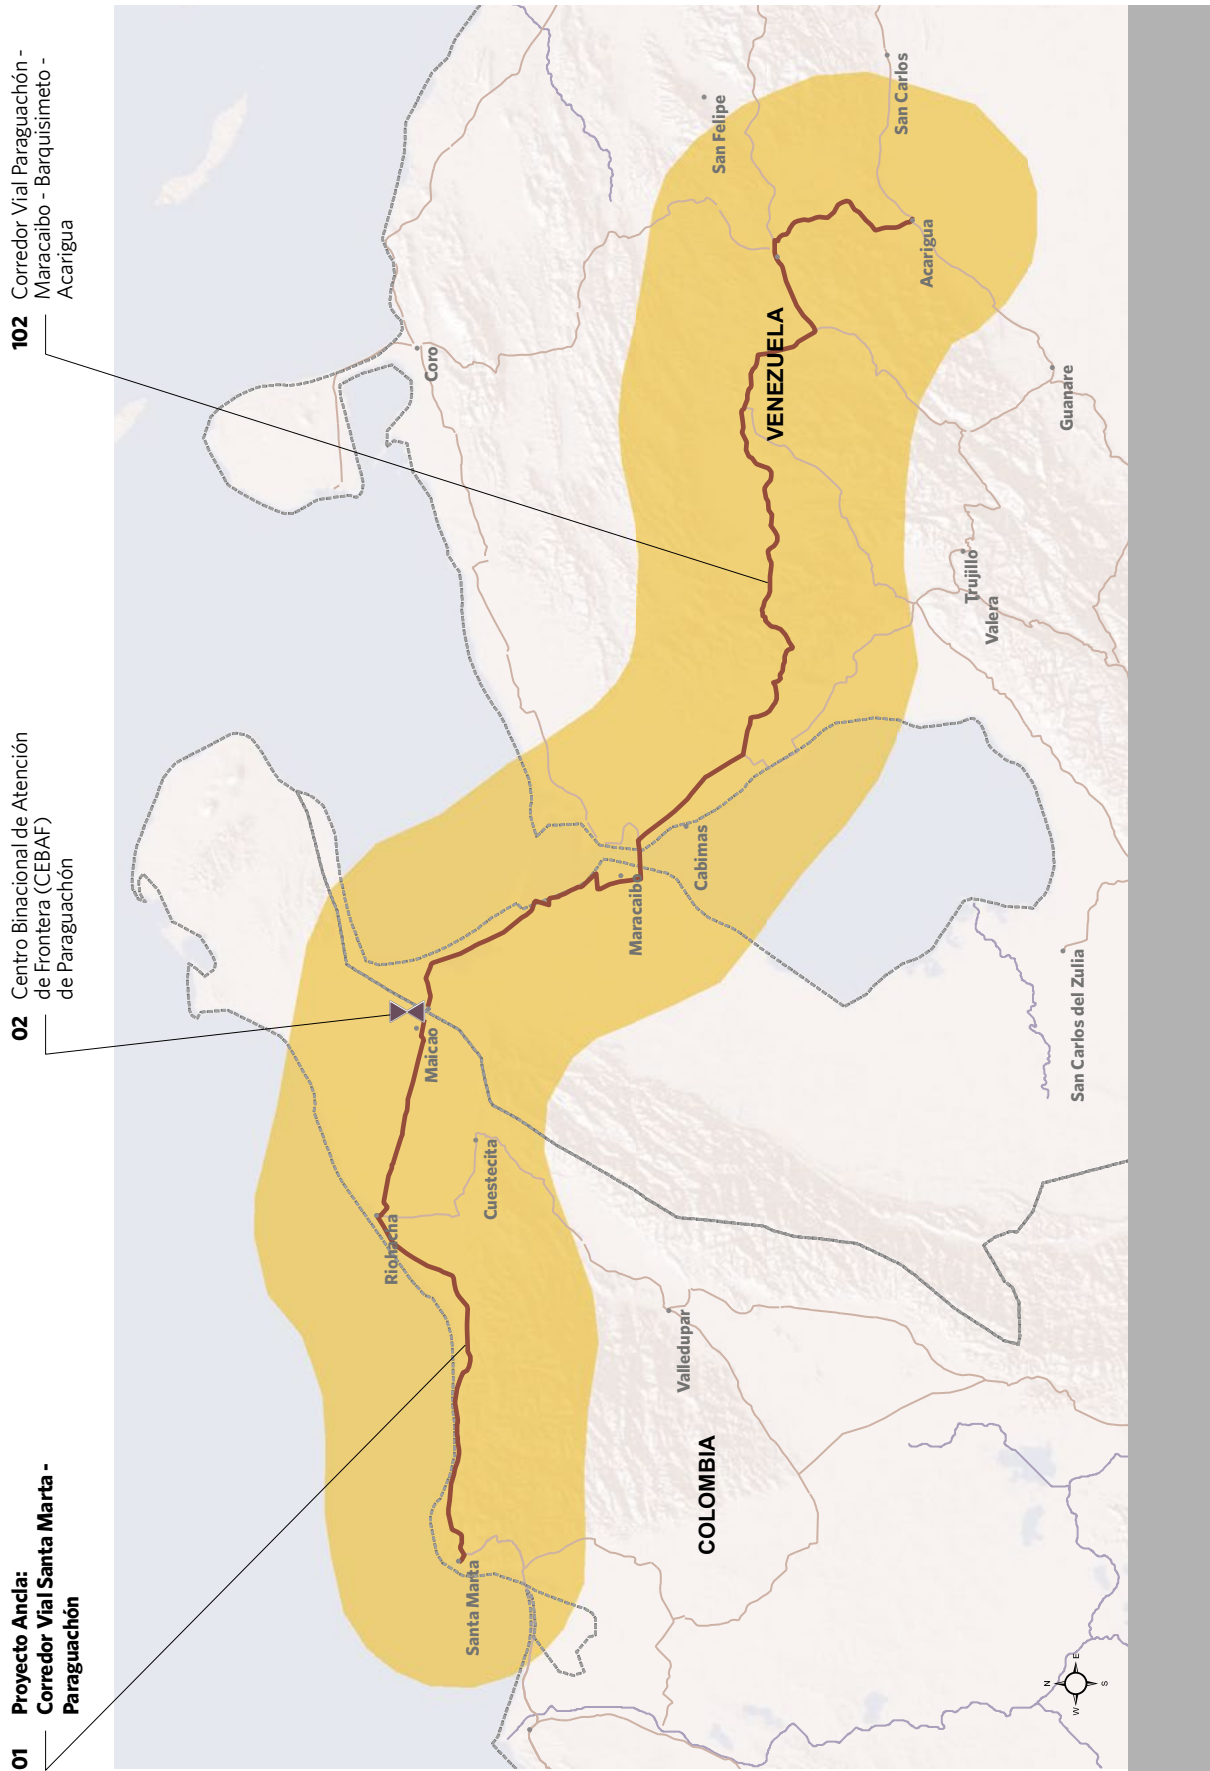 01 Proyecto Ancla:
Corredor Vial Santa Marta -
Paraguachón
02 Centro Binacional de Atención
de Frontera (CEBAF)
de Paraguachón
102 Corredor Vial Paraguachón -
Maracaibo - Barquisimeto -
Acarigua
Coro
San Felipe
San Carlos
Acarigua
VENEZUELA
Guanare
Trujillo
Valera
Cabimas
Maracaibo
San Carlos del Zulia
Maicao
Cuestecita
Riohacha
Valledupar
COLOMBIA
Santa Marta
N
W E
S